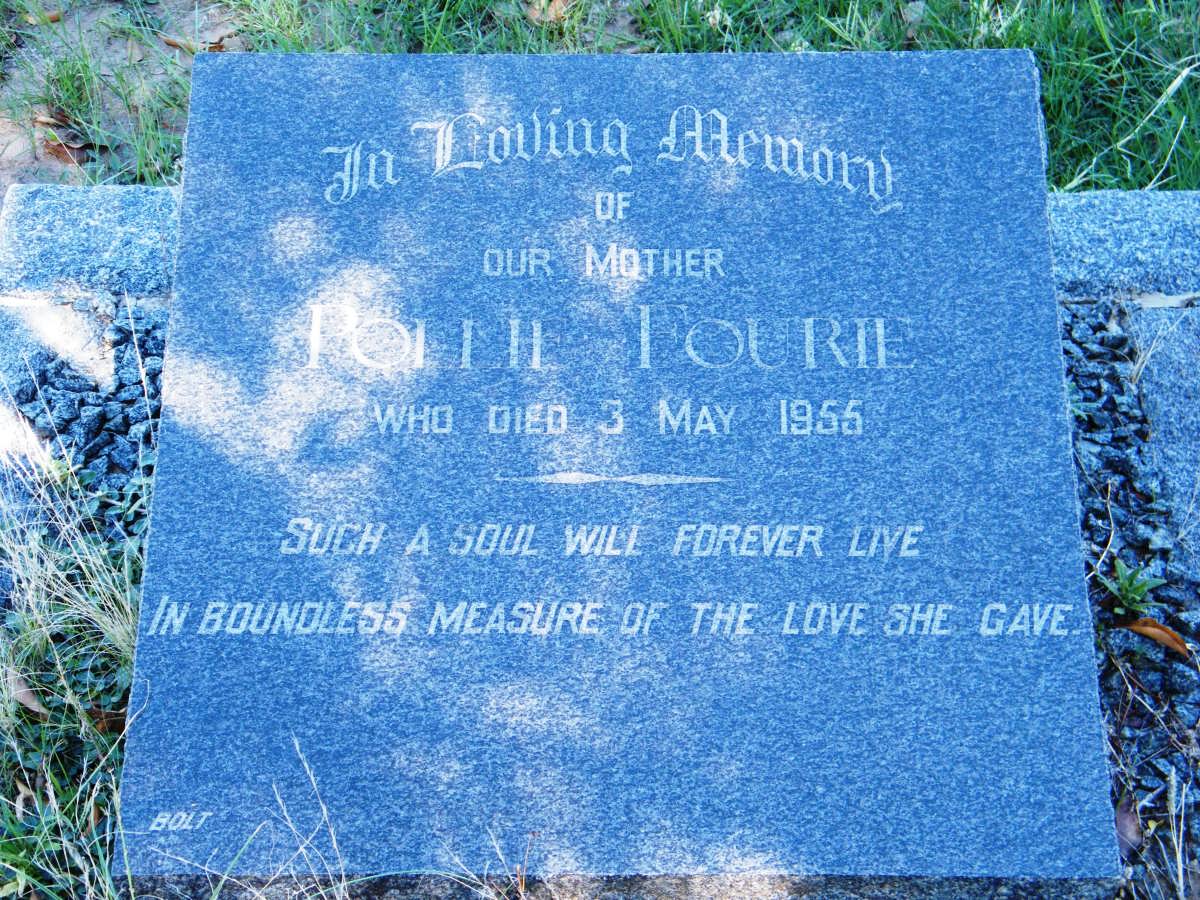 In Loving Memory
OF
OUR MOTHER
POLLIE FOURIE
WHO DIED 3 MAY 1955
SUCH A SOUL WILL FOREVER LIVE
IN BOUNDLESS MEASURE OF THE LOVE SHE GAVE.
BOLT